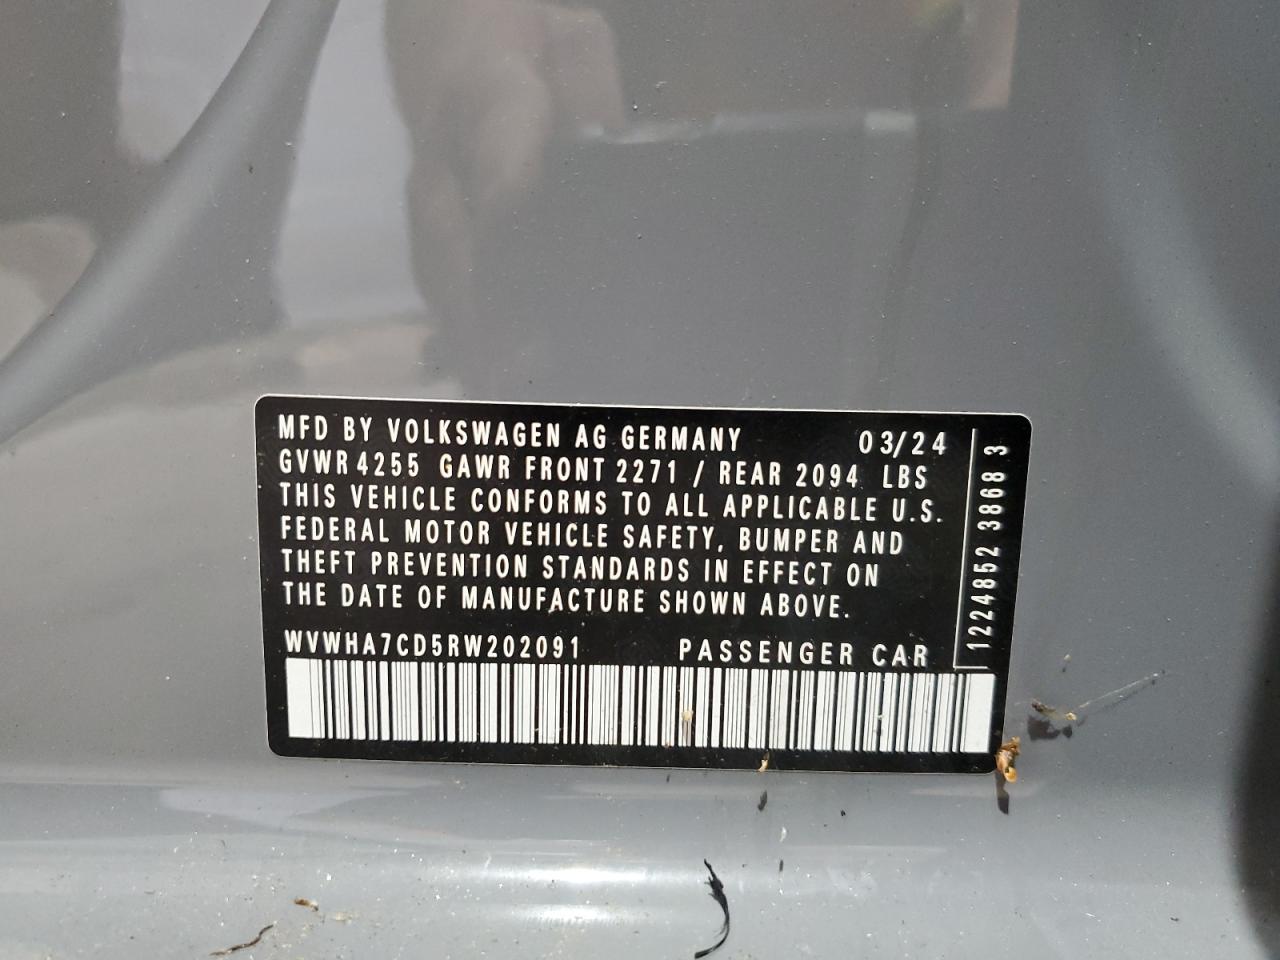 MFD BY VOLKSWAGEN AG GERMANY 03/24
GVWR 4255 GAWR FRONT 2271 / REAR 2094 LBS
THIS VEHICLE CONFORMS TO ALL APPLICABLE U.S.
FEDERAL MOTOR VEHICLE SAFETY, BUMPER AND
THEFT PREVENTION STANDARDS IN EFFECT ON
THE DATE OF MANUFACTURE SHOWN ABOVE.
WVWHA7CD5RW202091 PASSENGER CAR
1224852 3868 3